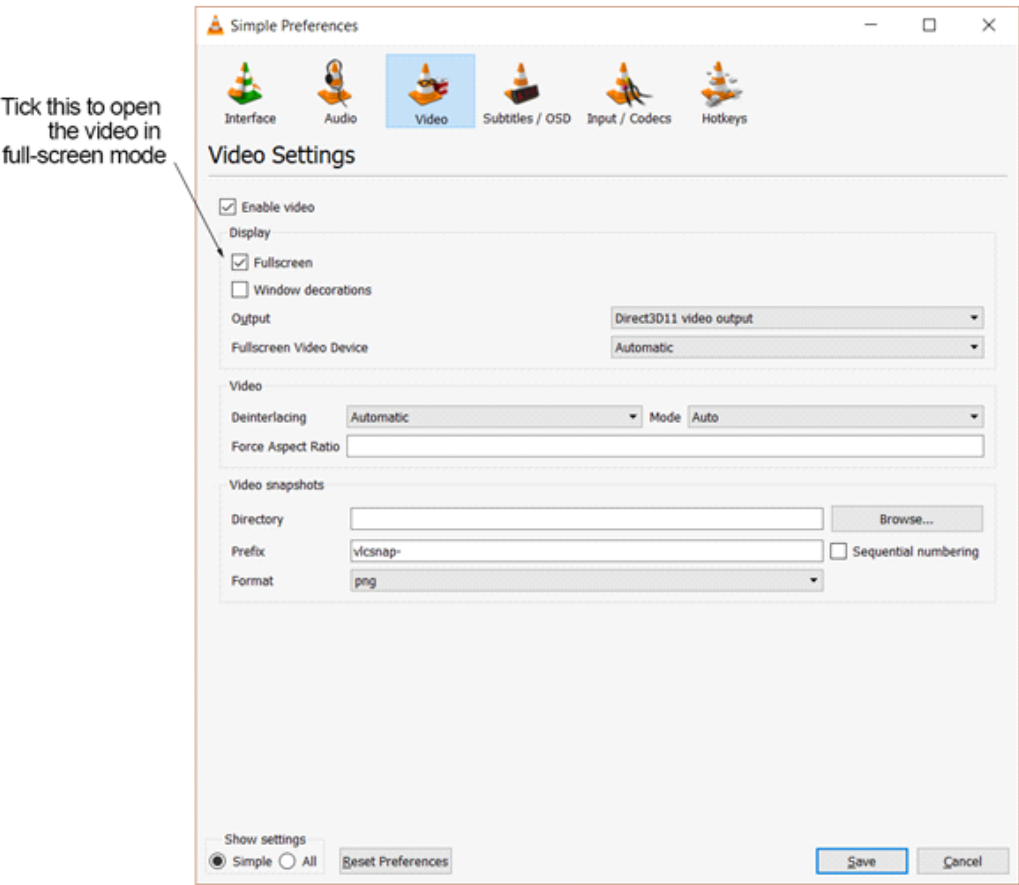 Simple Preferences
Interface
Audio
Video
Subtitles / OSD
Input / Codecs
Hotkeys
Tick this to open
the video in
full-screen mode
Video Settings
Enable video
Display
Fullscreen
Window decorations
Output
Direct3D11 video output
Fullscreen Video Device
Automatic
Video
Deinterlacing
Automatic
Mode
Auto
Force Aspect Ratio
Video snapshots
Directory
Browse...
Prefix
vlcsnap-
Sequential numbering
Format
png
Show settings
Simple
All
Reset Preferences
Save
Cancel